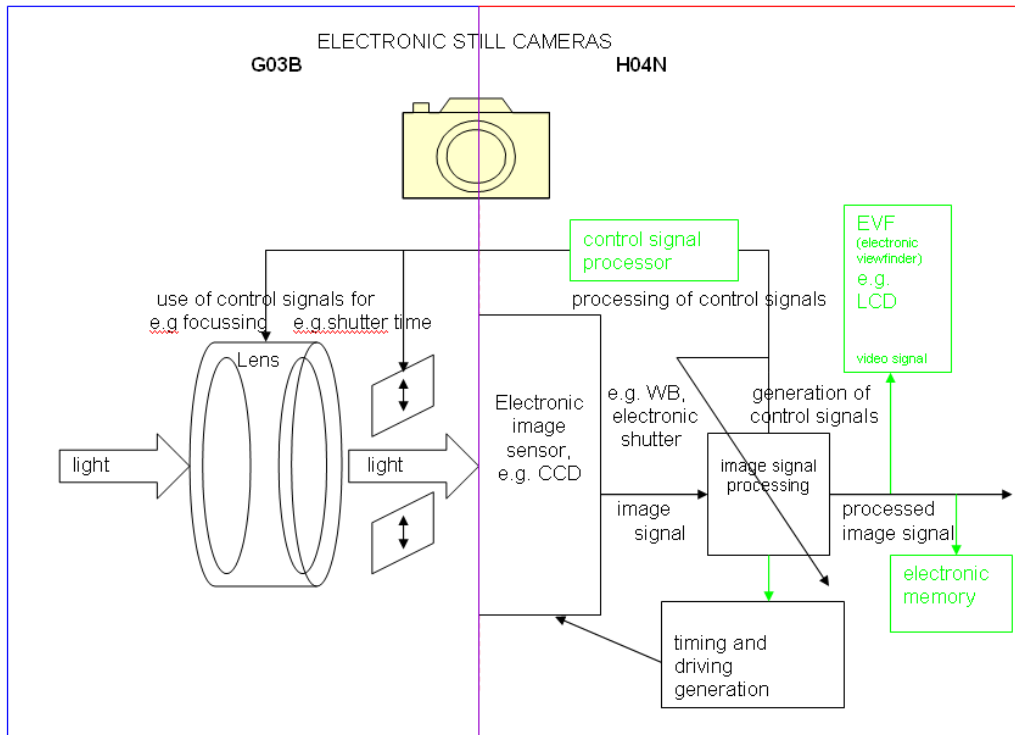 ELECTRONIC STILL CAMERAS
G03B
H04N
control signal
processor
EVF
(electronic
viewfinder)
e.g.
LCD
video signal
use of control signals for
e.g focussing
e.g.shutter time
processing of control signals
Lens
light
light
Electronic
image
sensor,
e.g. CCD
e.g. WB,
electronic
shutter
generation of
control signals
image signal
processing
image
signal
processed
image signal
electronic
memory
timing and
driving
generation